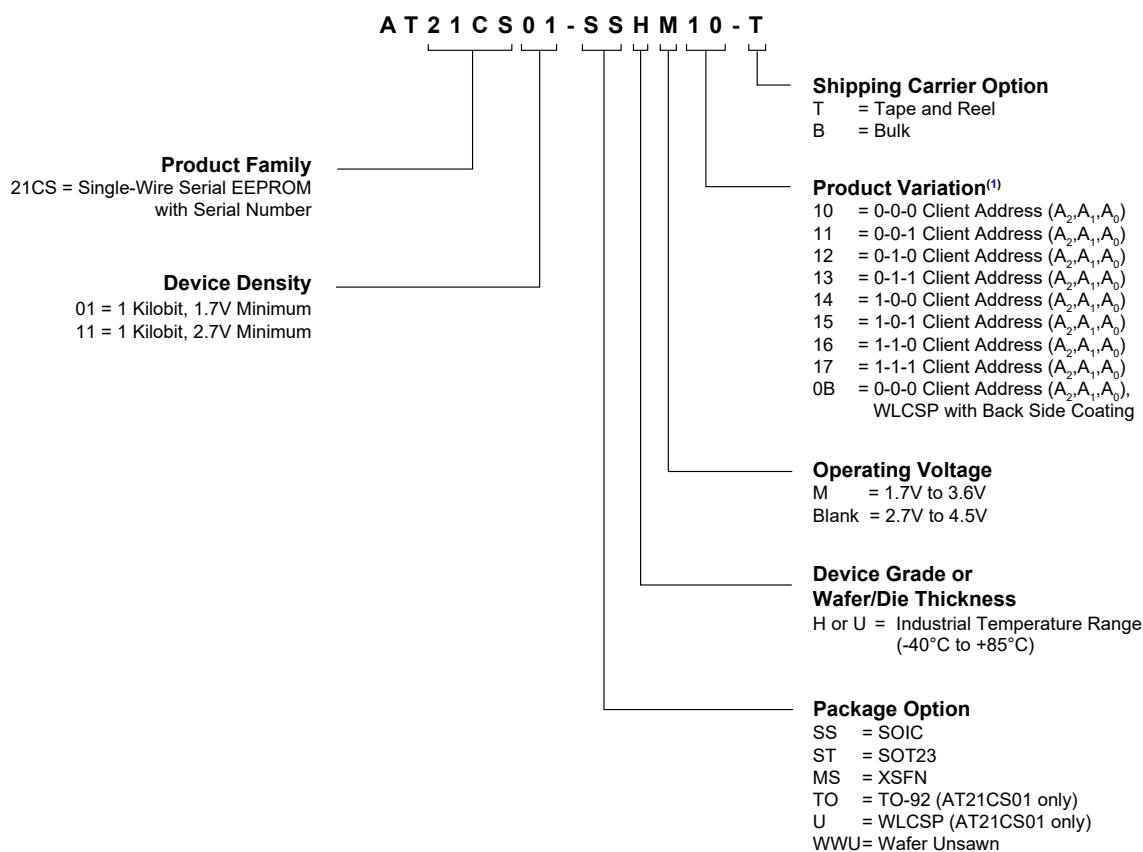 AT21CS01-SSHM10-T
Shipping Carrier Option
T = Tape and Reel
B = Bulk
Product Family
21CS = Single-Wire Serial EEPROM
with Serial Number
Device Density
01 = 1 Kilobit, 1.7V Minimum
11 = 1 Kilobit, 2.7V Minimum
Product Variation(1)
10 = 0-0-0 Client Address (A2,A1,A0)
11 = 0-0-1 Client Address (A2,A1,A0)
12 = 0-1-0 Client Address (A2,A1,A0)
13 = 0-1-1 Client Address (A2,A1,A0)
14 = 1-0-0 Client Address (A2,A1,A0)
15 = 1-0-1 Client Address (A2,A1,A0)
16 = 1-1-0 Client Address (A2,A1,A0)
17 = 1-1-1 Client Address (A2,A1,A0)
0B = 0-0-0 Client Address (A2,A1,A0),
WLCSP with Back Side Coating
Operating Voltage
M = 1.7V to 3.6V
Blank = 2.7V to 4.5V
Device Grade or
Wafer/Die Thickness
H or U = Industrial Temperature Range
(-40°C to +85°C)
Package Option
SS = SOIC
ST = SOT23
MS = XSFN
TO = TO-92 (AT21CS01 only)
U = WLCSP (AT21CS01 only)
WWU= Wafer Unsawn